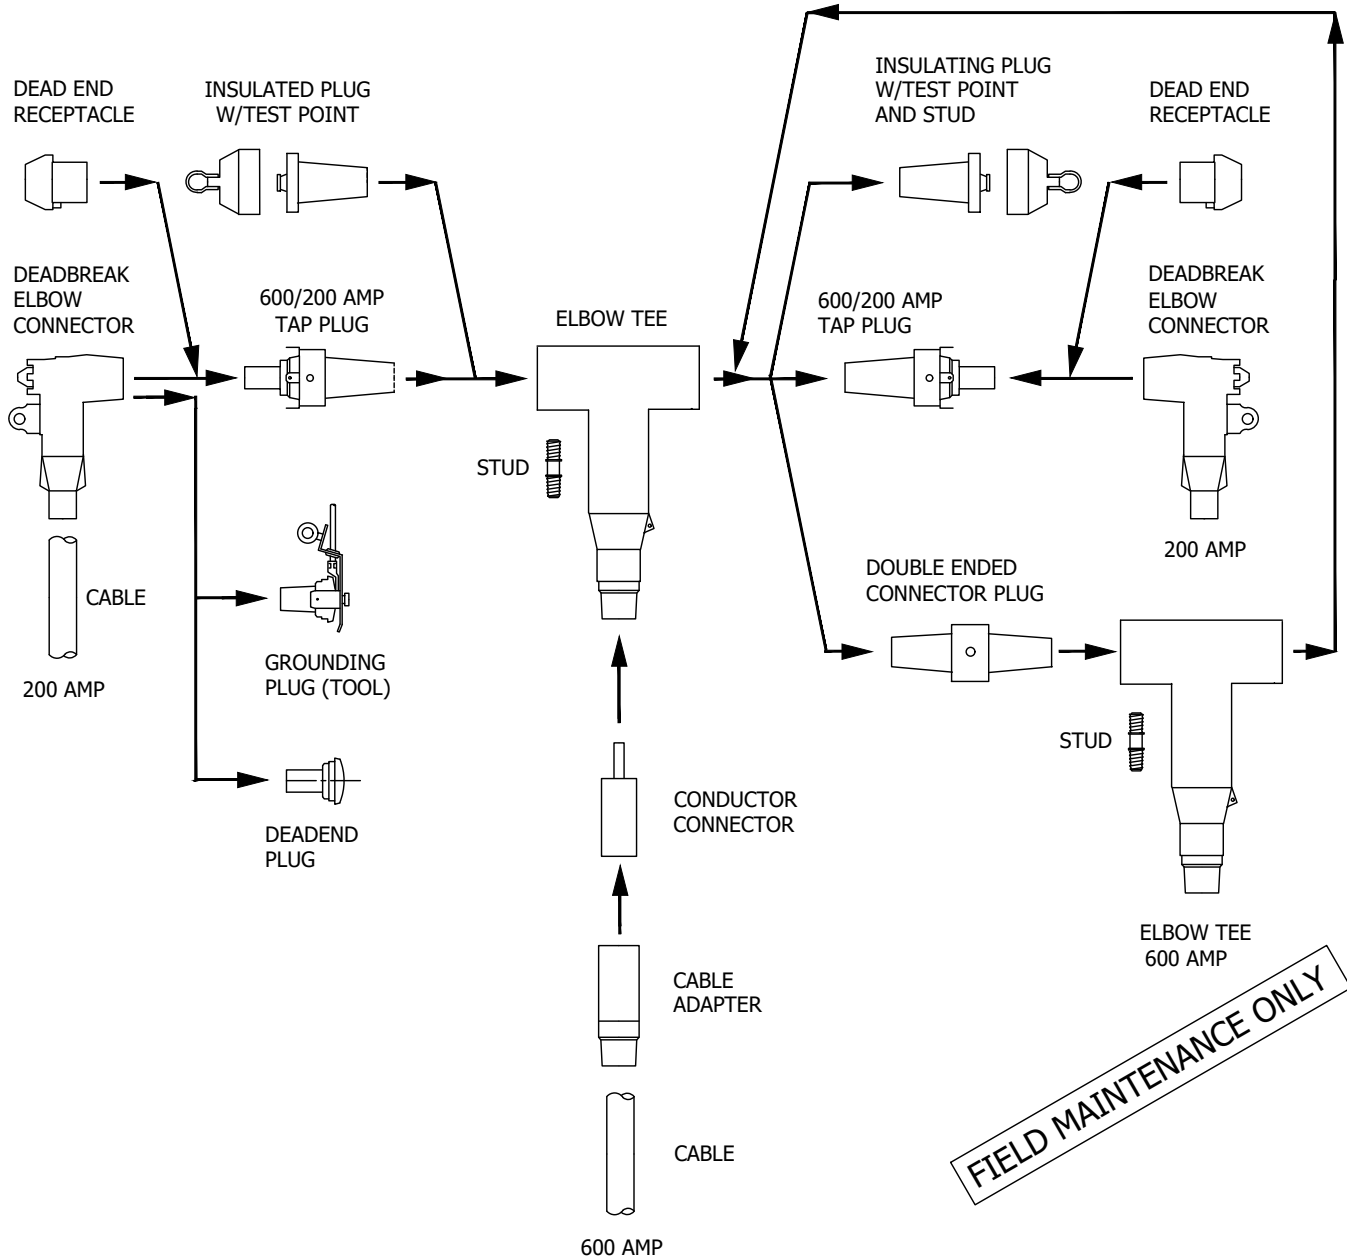 DEAD END
RECEPTACLE
INSULATED PLUG
W/TEST POINT
INSULATING PLUG
W/TEST POINT
AND STUD
DEAD END
RECEPTACLE
DEADBREAK
ELBOW
CONNECTOR
600/200 AMP
TAP PLUG
ELBOW TEE
600/200 AMP
TAP PLUG
DEADBREAK
ELBOW
CONNECTOR
STUD
200 AMP
CABLE
200 AMP
GROUNDING
PLUG (TOOL)
DOUBLE ENDED
CONNECTOR PLUG
STUD
DEADEND
PLUG
CONDUCTOR
CONNECTOR
ELBOW TEE
600 AMP
CABLE
ADAPTER
CABLE
600 AMP
FIELD MAINTENANCE ONLY